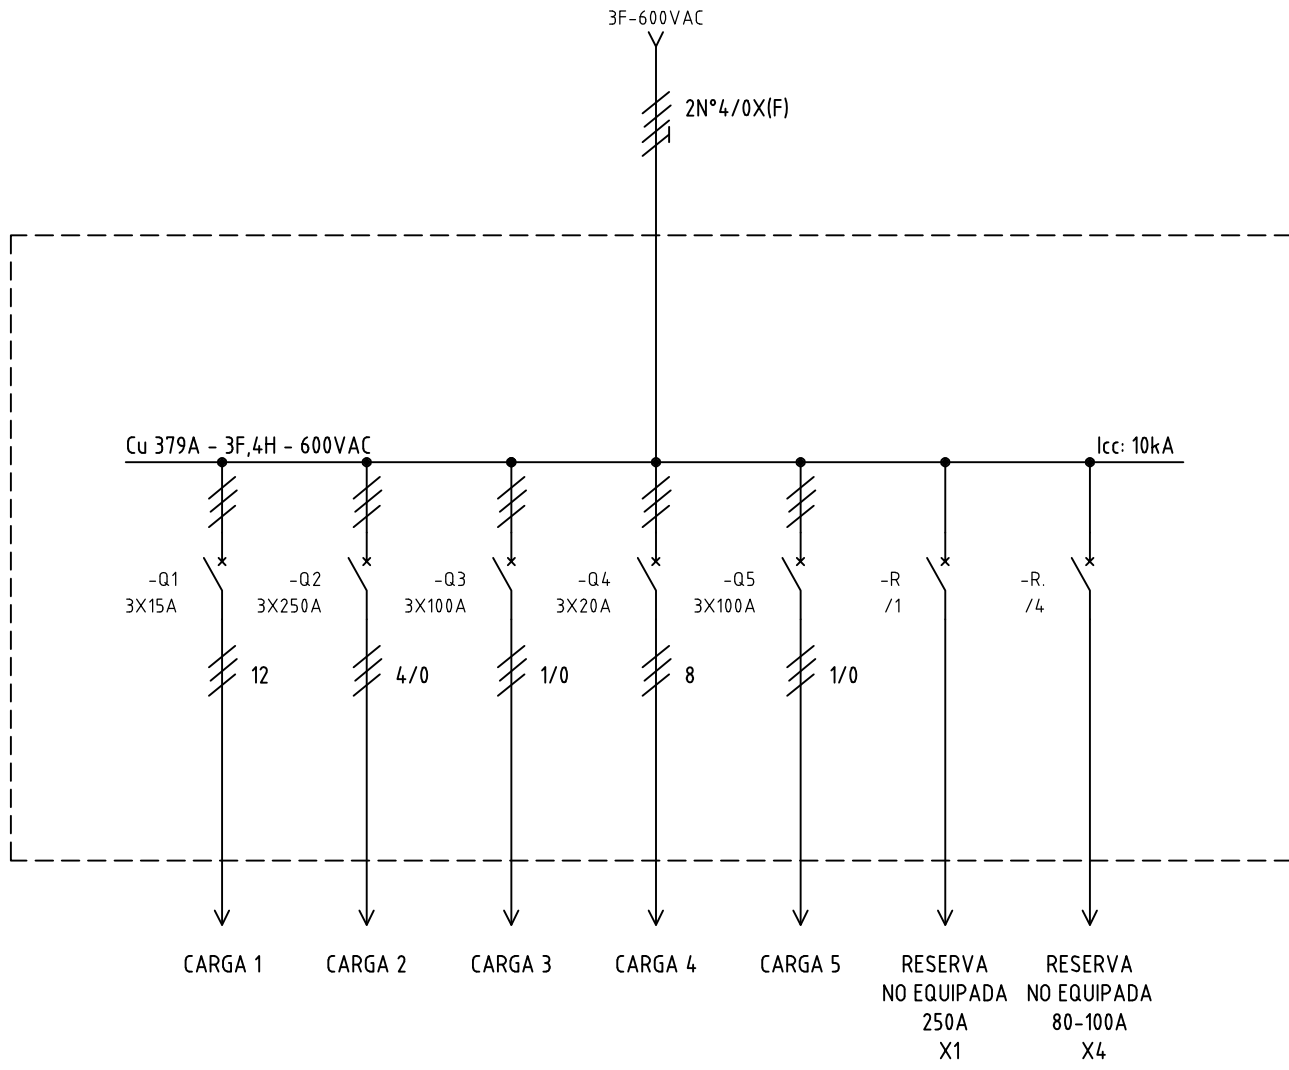 3F-600VAC
2N°4/0X(F)
Cu 379A - 3F,4H - 600VAC
Icc: 10kA
-Q1
3X15A
-Q2
3X250A
-Q3
3X100A
-Q4
3X20A
-Q5
3X100A
-R
/1
-R.
/4
12
4/0
1/0
8
1/0
CARGA 1
CARGA 2
CARGA 3
CARGA 4
CARGA 5
RESERVA
NO EQUIPADA
250A
X1
RESERVA
NO EQUIPADA
80-100A
X4